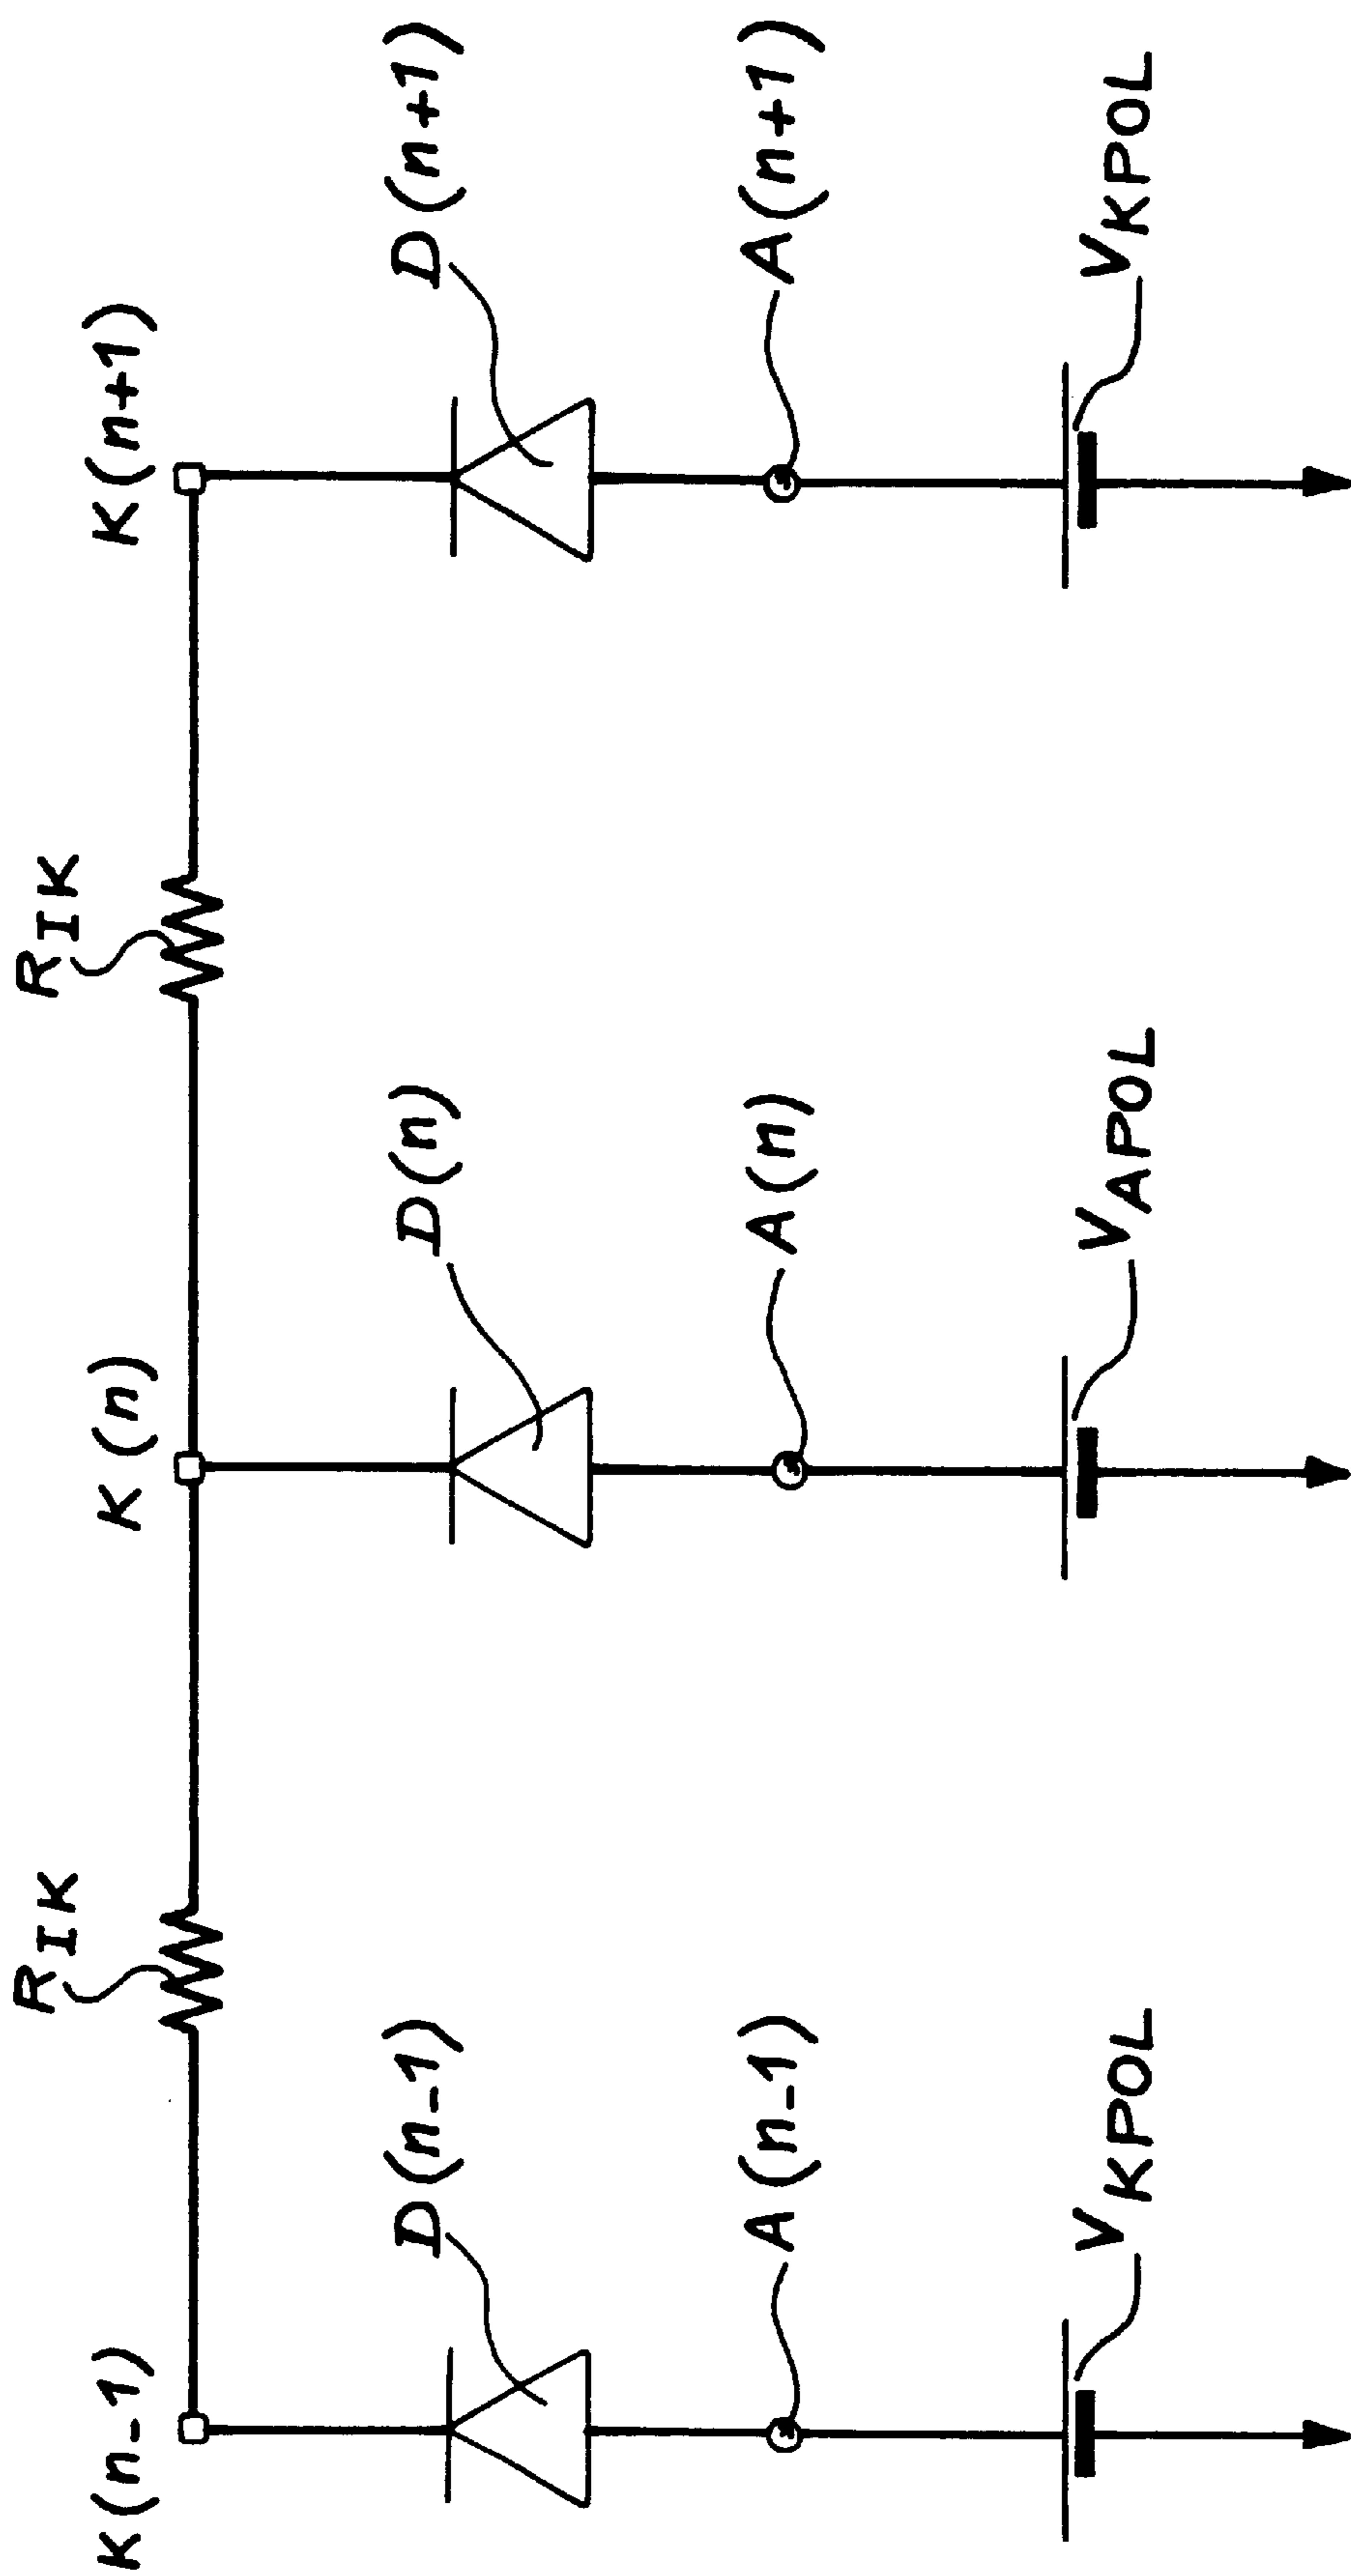 K(n-1)
RIK
K(n)
RIK
K(n+1)
D(n-1)
D(n)
D(n+1)
A(n-1)
A(n)
A(n+1)
VKPOL
VAPOL
VKPOL